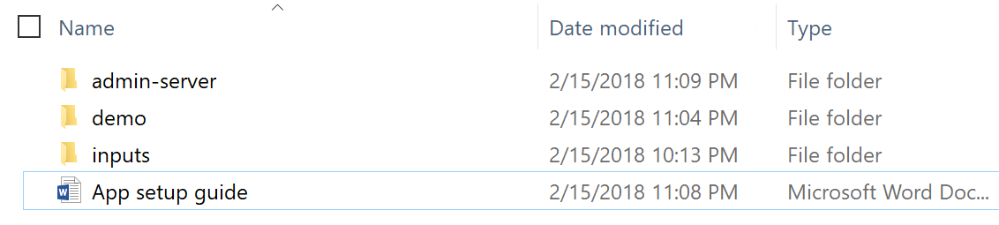 Name Date modified Type
admin-server 2/15/2018 11:09 PM File folder
demo 2/15/2018 11:04 PM File folder
inputs 2/15/2018 10:13 PM File folder
App setup guide 2/15/2018 11:08 PM Microsoft Word Doc...